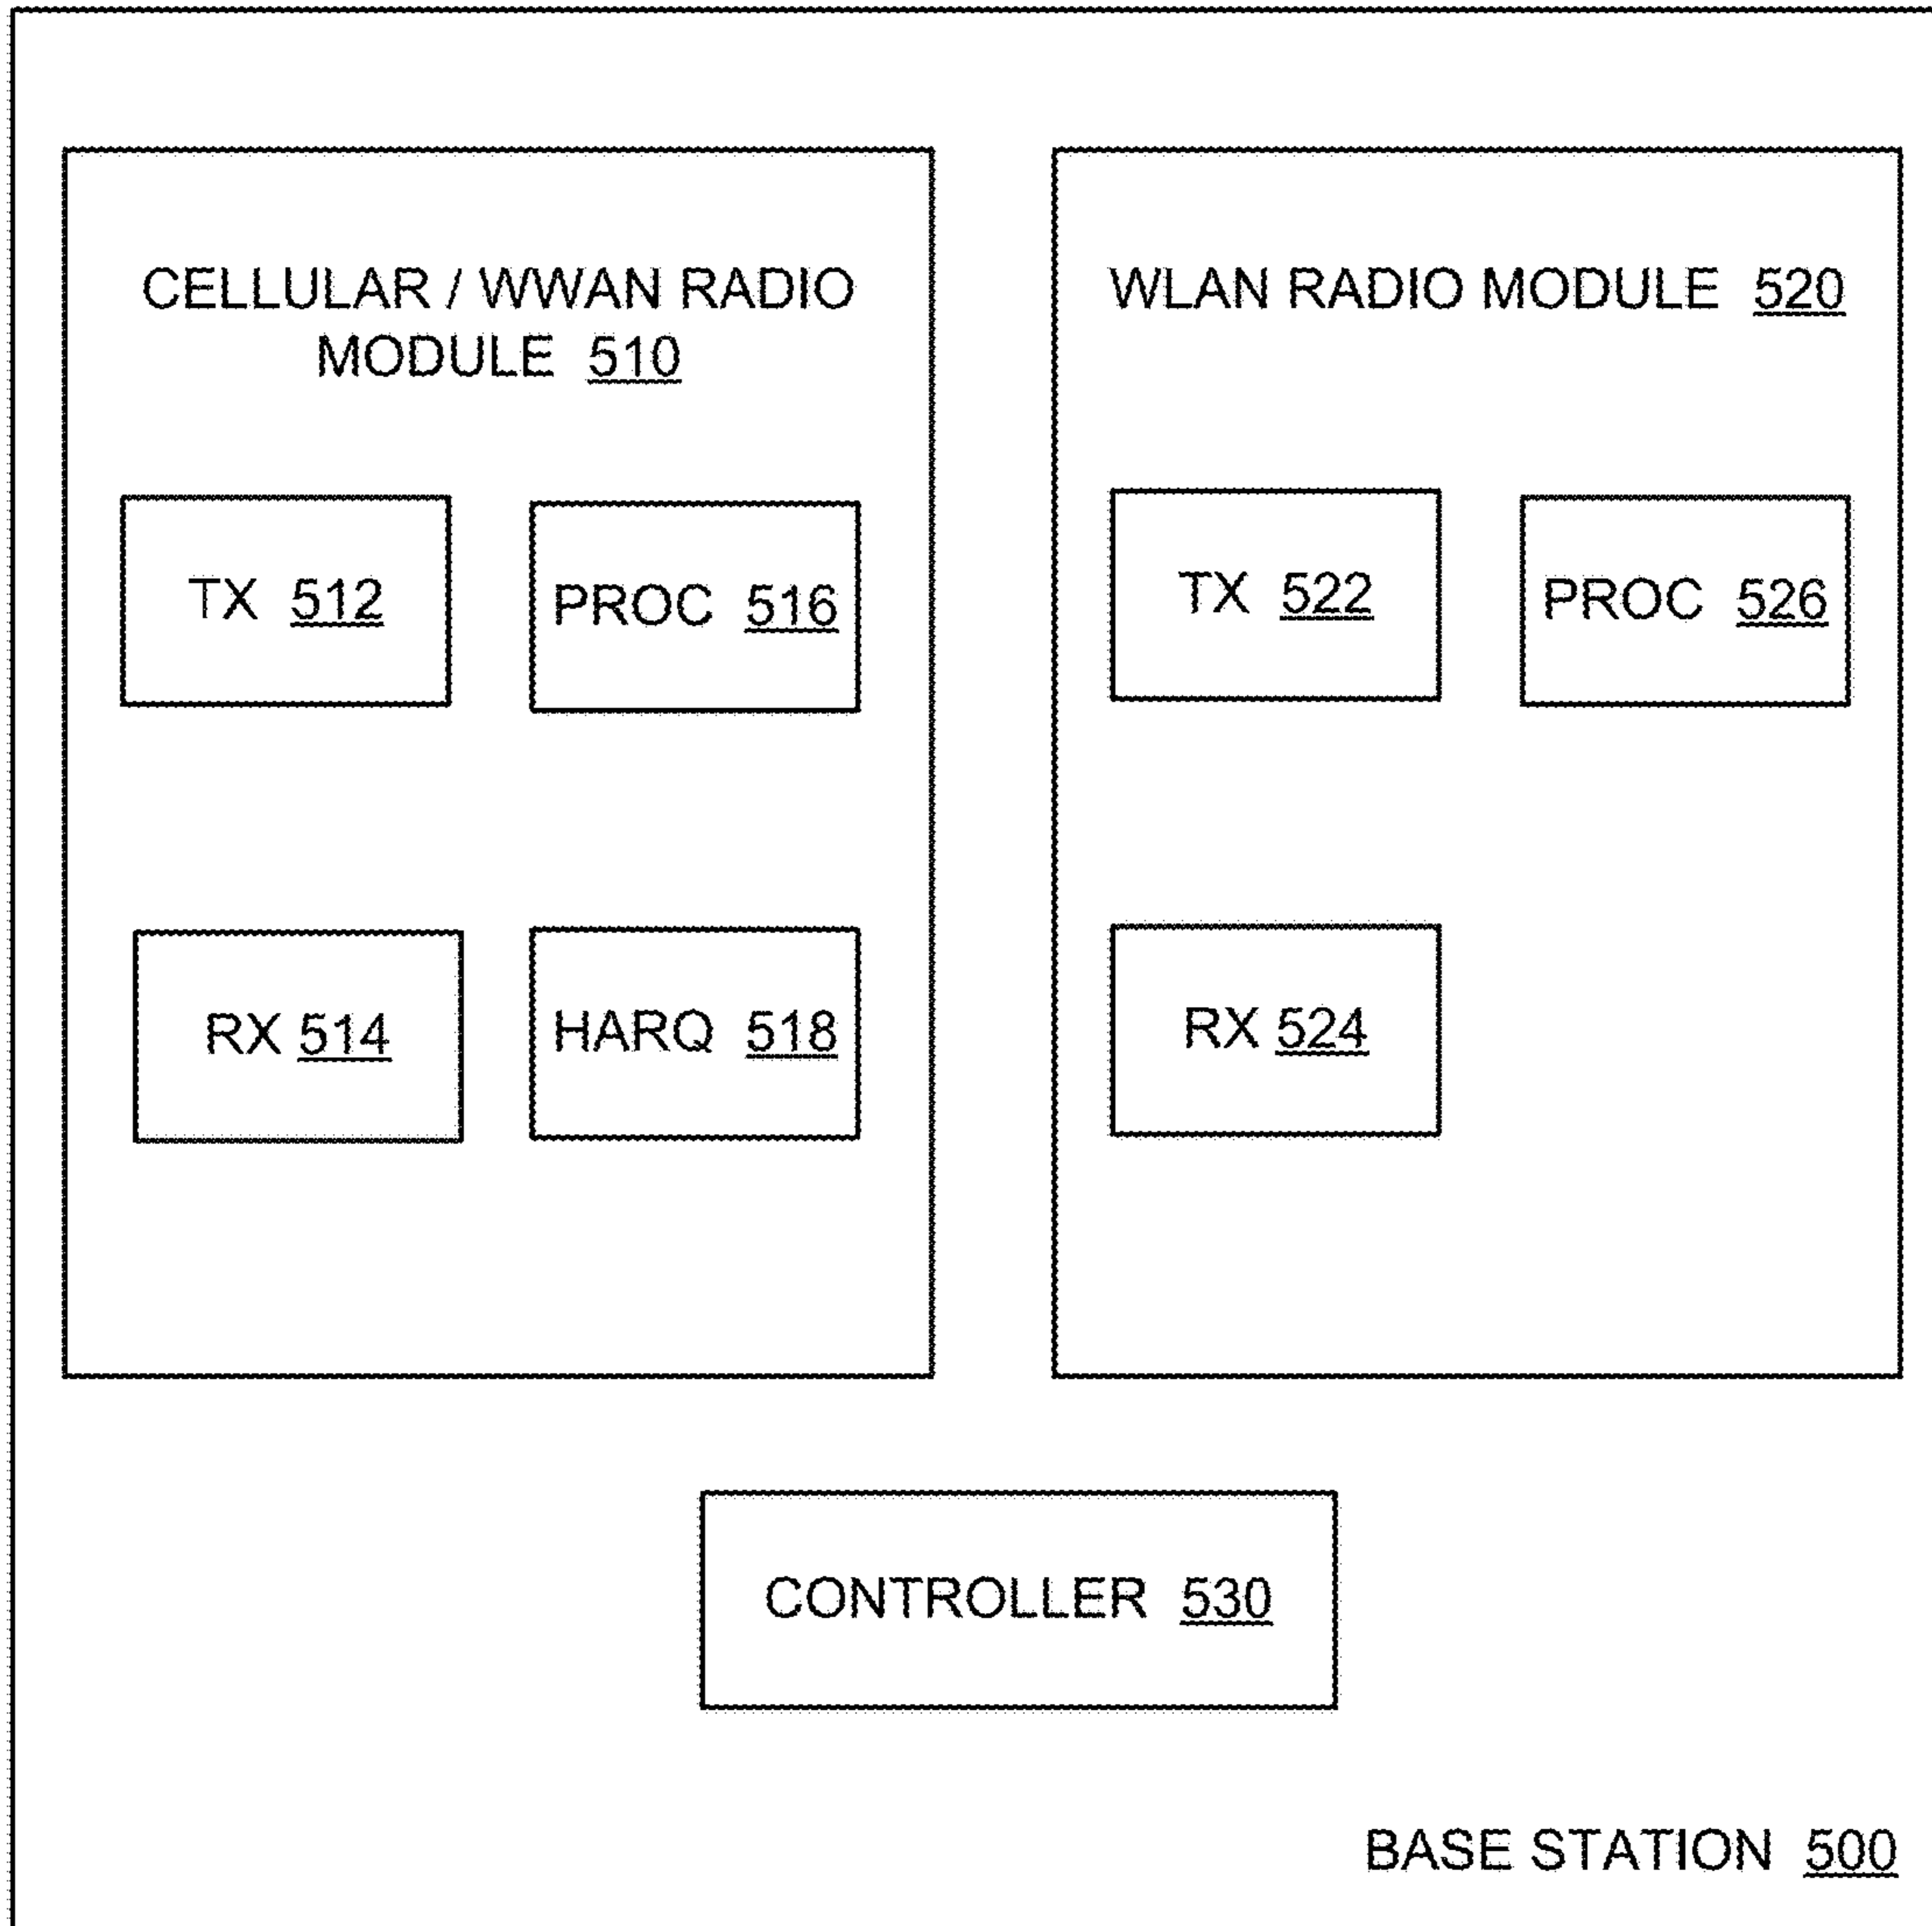 CELLULAR / WWAN RADIO
MODULE 510
TX 512
PROC 516
RX 514
HARQ 518
WLAN RADIO MODULE 520
TX 522
PROC 526
RX 524
CONTROLLER 530
BASE STATION 500